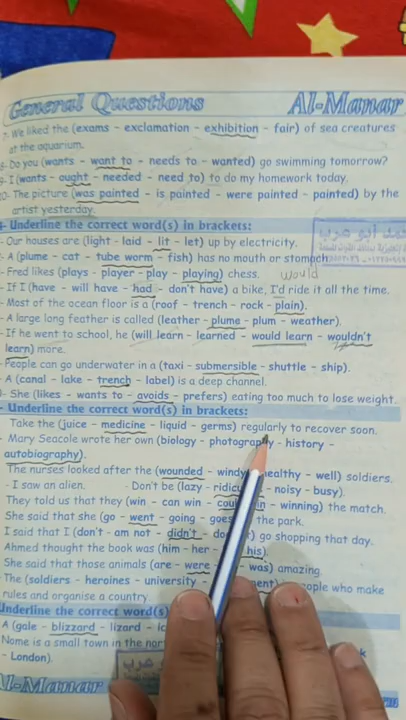 General Questions Al-Manar
7- We liked the (exams - exclamation - exhibition - fair) of sea creatures
at the aquarium.
Do you (wants - want to - needs to - wanted) go swimming tomorrow?
I (wants - ought - needed - need to) to do my homework today.
The picture (was painted - is painted - were painted - painted) by the
artist yesterday.
Underline the correct word(s) in brackets:
- Our houses are (light - laid - lit - let) up by electricity.
- A (plume - cat - tube worm - fish) has no mouth or stomach.
- Fred likes (plays - player - play - playing) chess.
would
If I (have - will have - had - don't have) a bike, I'd ride it all the time.
- Most of the ocean floor is a (roof - trench - rock - plain).
- A large long feather is called (leather - plume - plum - weather).
If he went to school, he (will learn - learned - would learn - wouldn't
learn) more.
- People can go underwater in a (taxi - submersible - shuttle - ship).
- A (canal - lake - trench - label) is a deep channel.
She (likes - wants to - avoids - prefers) eating too much to lose weight.
Underline the correct word(s) in brackets:
Take the (juice - medicine - liquid - germs) regularly to recover soon.
- Mary Seacole wrote her own (biology - photography - history -
autobiography).
The nurses looked after the (wounded - windy - healthy - well) soldiers.
- I saw an alien. - Don't be (lazy - - noisy - busy).
They told us that they (win - can win - - winning) the match.
She said that she (go - went - going - the park.
I said that I (don't - am not - didn't - go shopping that day.
Ahmed thought the book was (him - her his).
She said that those animals (are - were - was) amazing.
The (soldiers - heroines - university people who make
rules and organise a country.
Underline the correct word(s)
A (gale - blizzard - lizard -
Nome is a small town in the
- London).
Al-Manar